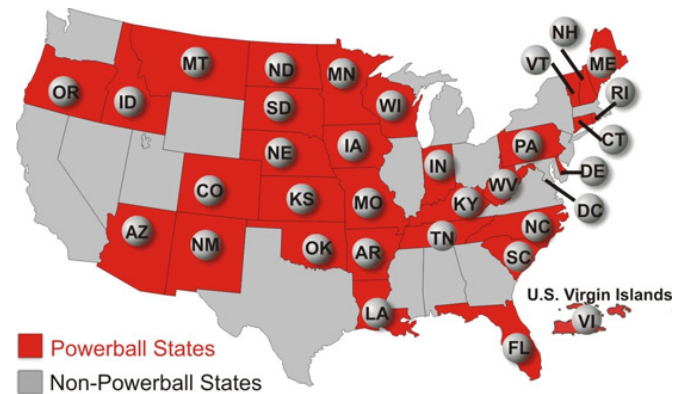 NH
MT
ND
MN
VT
ME
OR
ID
SD
WI
RI
NE
IA
PA
CT
IN
DE
CO
KS
MO
WV
KY
DC
AZ
NM
OK
AR
TN
NC
SC
U.S. Virgin Islands
LA
VI
FL
Powerball States
Non-Powerball States